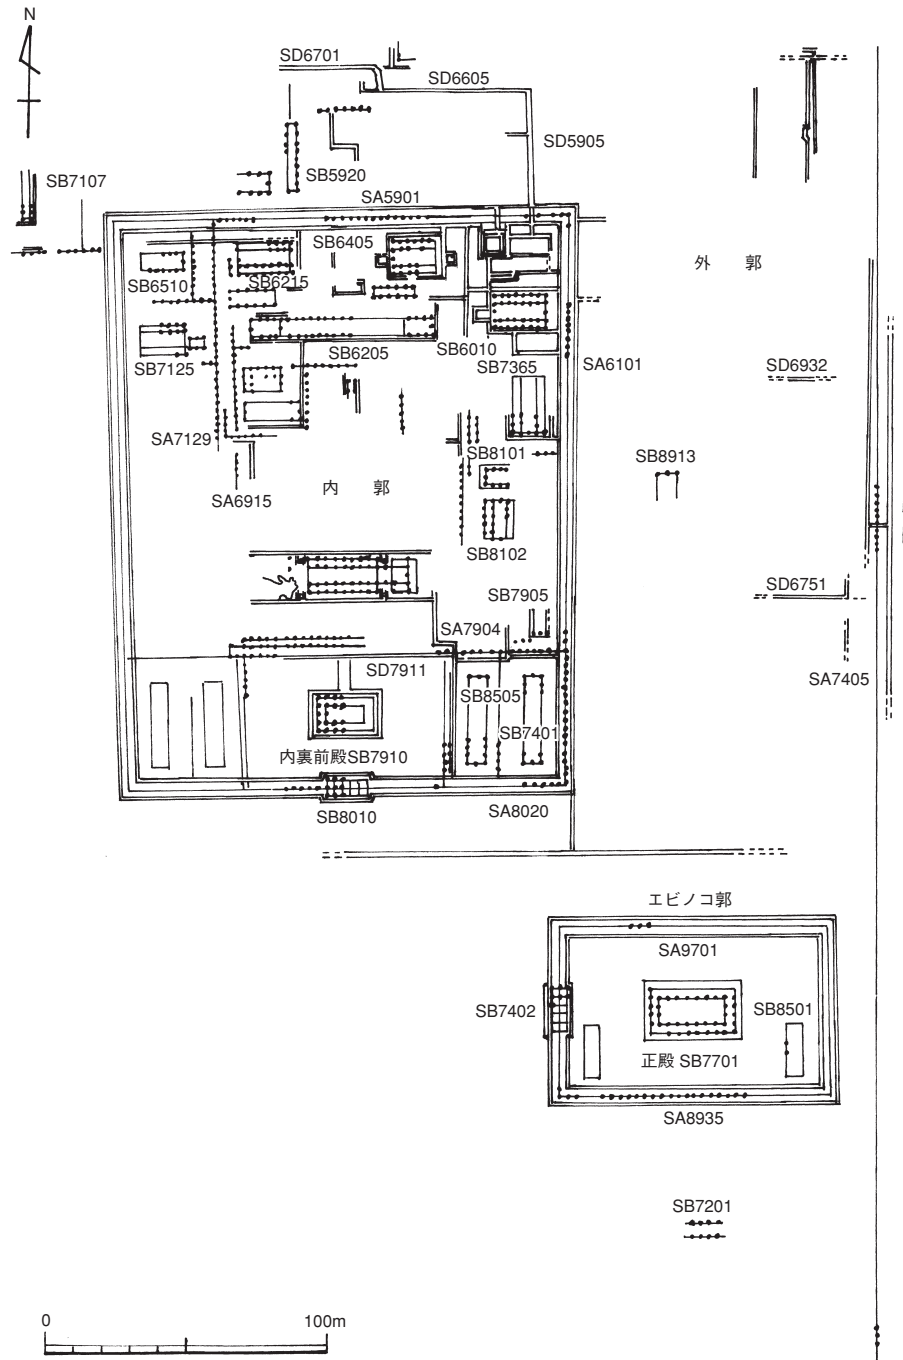 N
SD6701
SD6605
SD5905
SB7107
SB5920
SA5901
SB6405
外　郭
SB6510
SB6215
SB6205
SB6010
SB7125
SB7365
SA6101
SD6932
SA7129
SB8101
SB8913
SA6915
内　郭
SB8102
SD6751
SB7905
SA7904
SD7911
SA7405
SB8505
SB7401
内裏前殿SB7910
SB8010
SA8020
エビノコ郭
SA9701
SB7402
SB8501
正殿 SB7701
SA8935
SB7201
0
100m